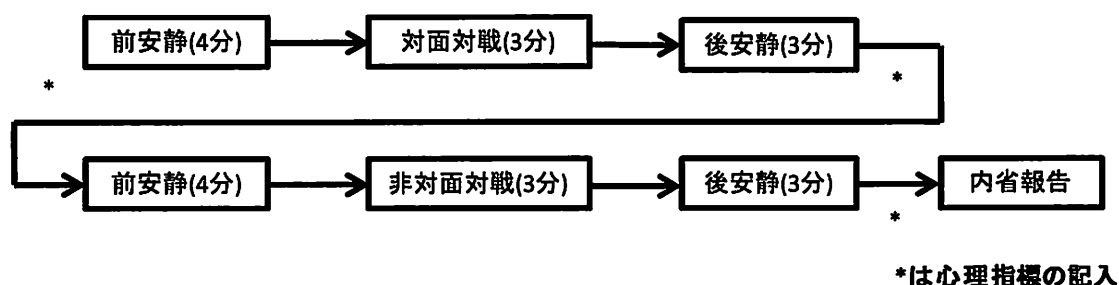 前安静(4分)
対面対戦(3分)
後安静(3分)
*
*
前安静(4分)
非対面対戦(3分)
後安静(3分)
内省報告
*
*は心理指標の記入